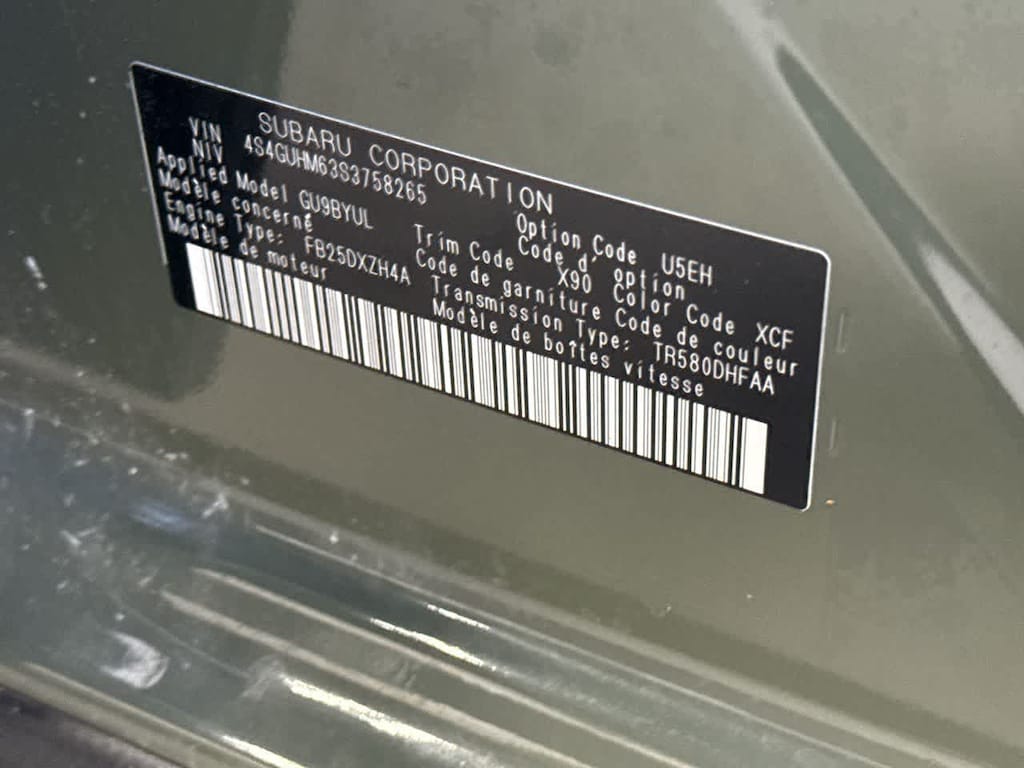 SUBARU CORPORATION
VIN
NIV 4S4GUHM63S3758265
Option Code U5EH
Code d' option
Applied Model GU9BYUL
Modèle concerné
Trim Code X90 Color Code XCF
Code de garniture Code de couleur
Engine Type: FB25DXZH4A
Modèle de moteur
Transmission Type: TR580DHFAA
Modèle de boîtes vitesse